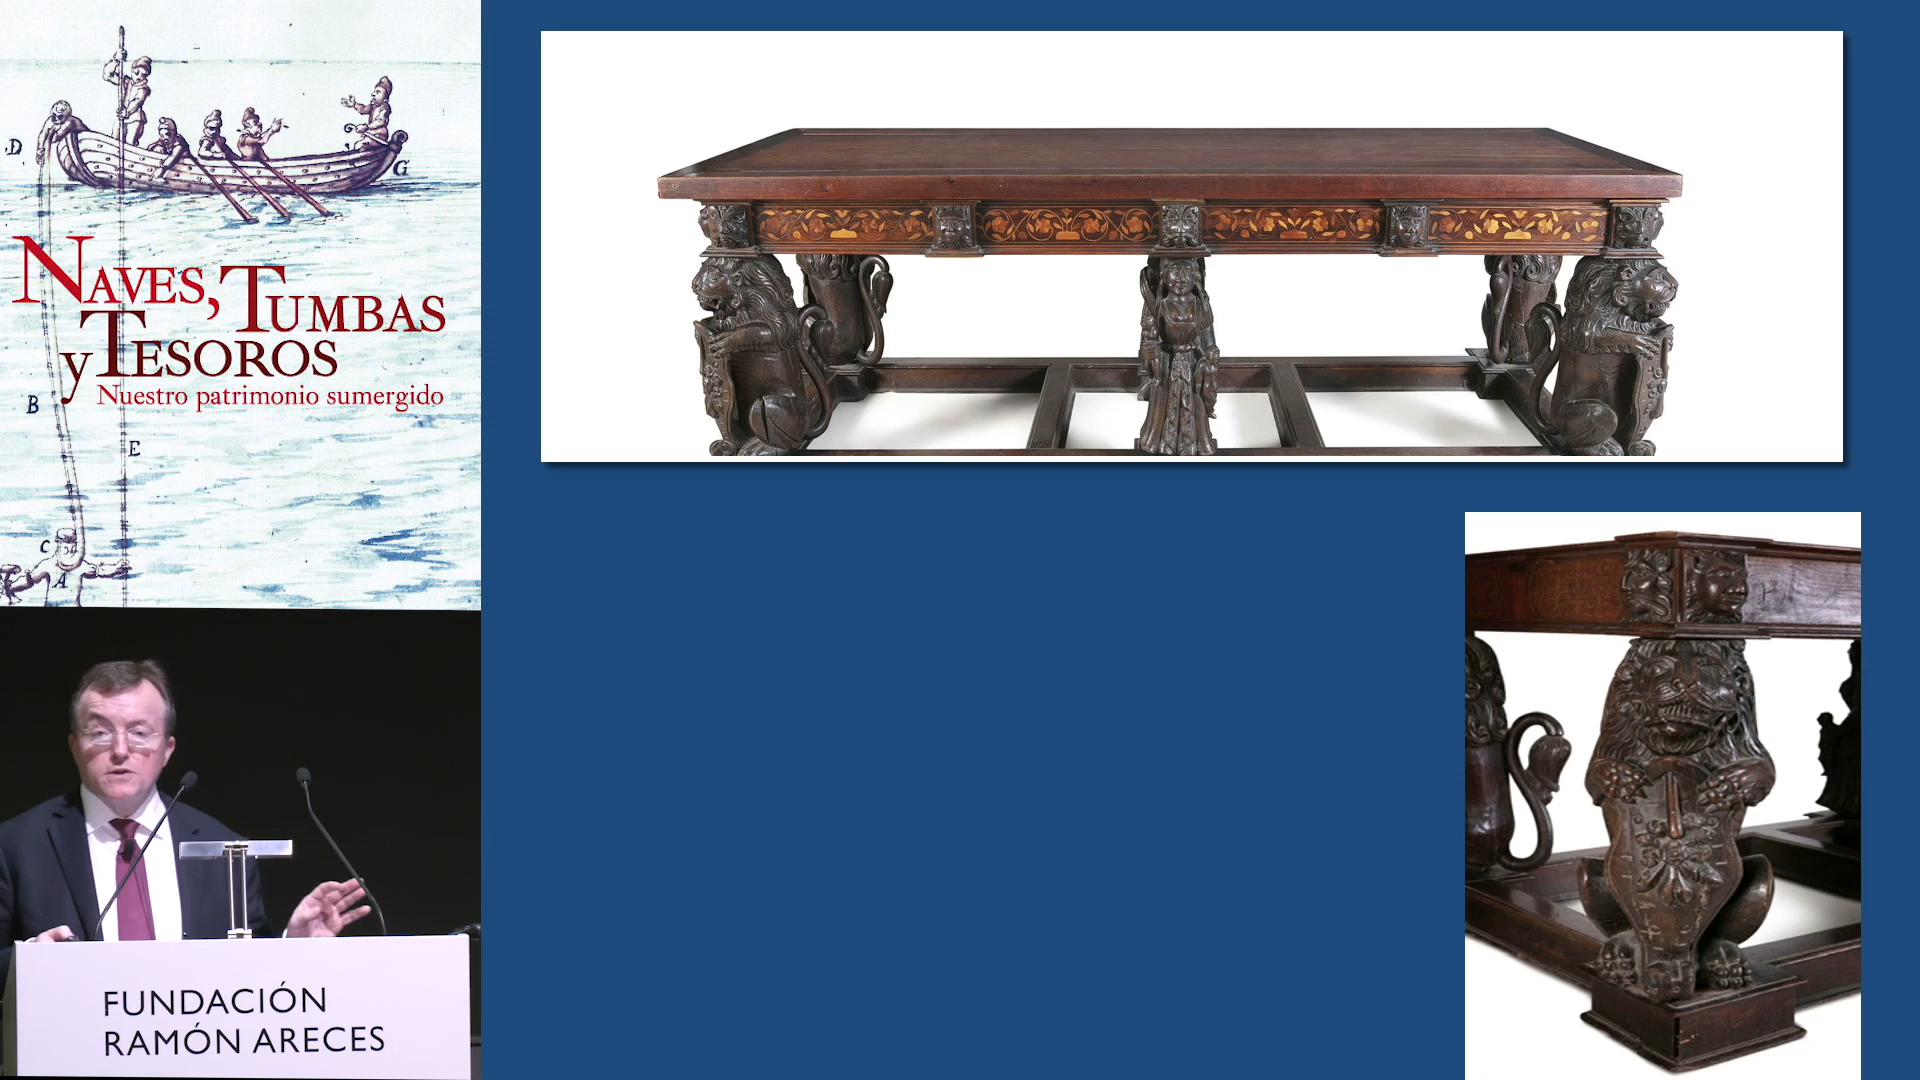 D
G
NAVES, TUMBAS
y TESOROS
Nuestro patrimonio sumergido
B
E
C
A
FUNDACIÓN
RAMÓN ARECES